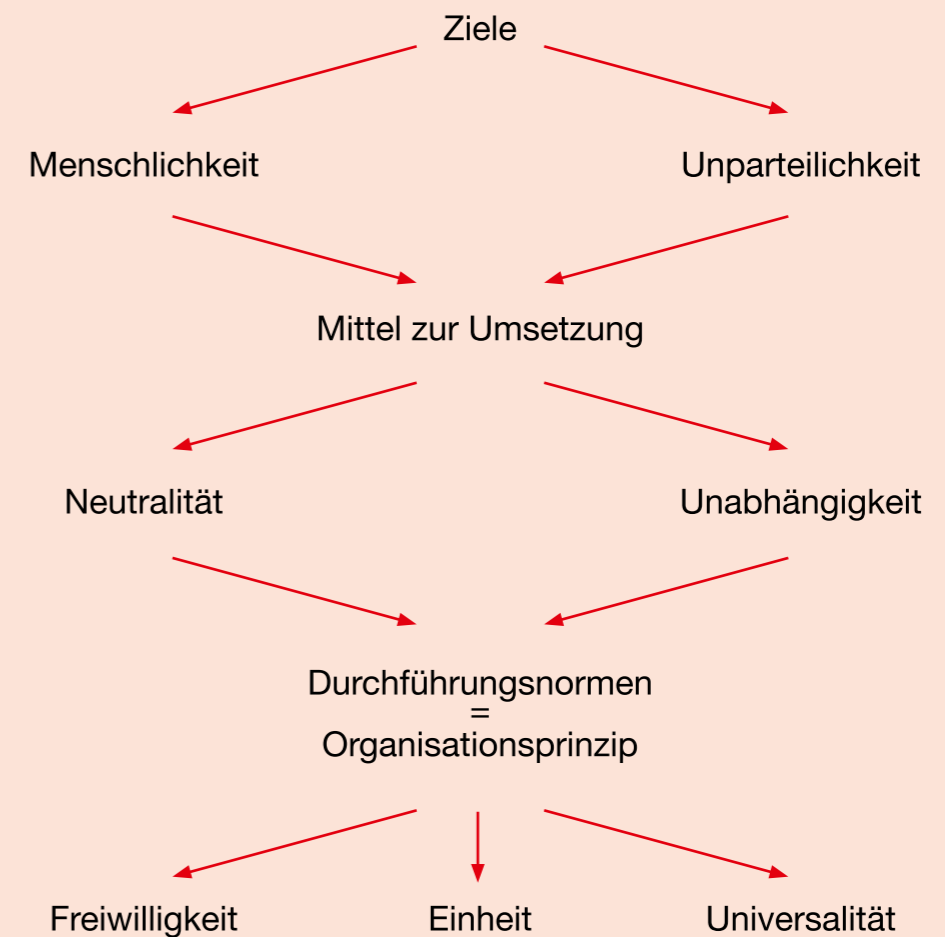 Ziele
Menschlichkeit
Unparteilichkeit
Mittel zur Umsetzung
Neutralität
Unabhängigkeit
Durchführungsnormen
=
Organisationsprinzip
Freiwilligkeit
Einheit
Universalität